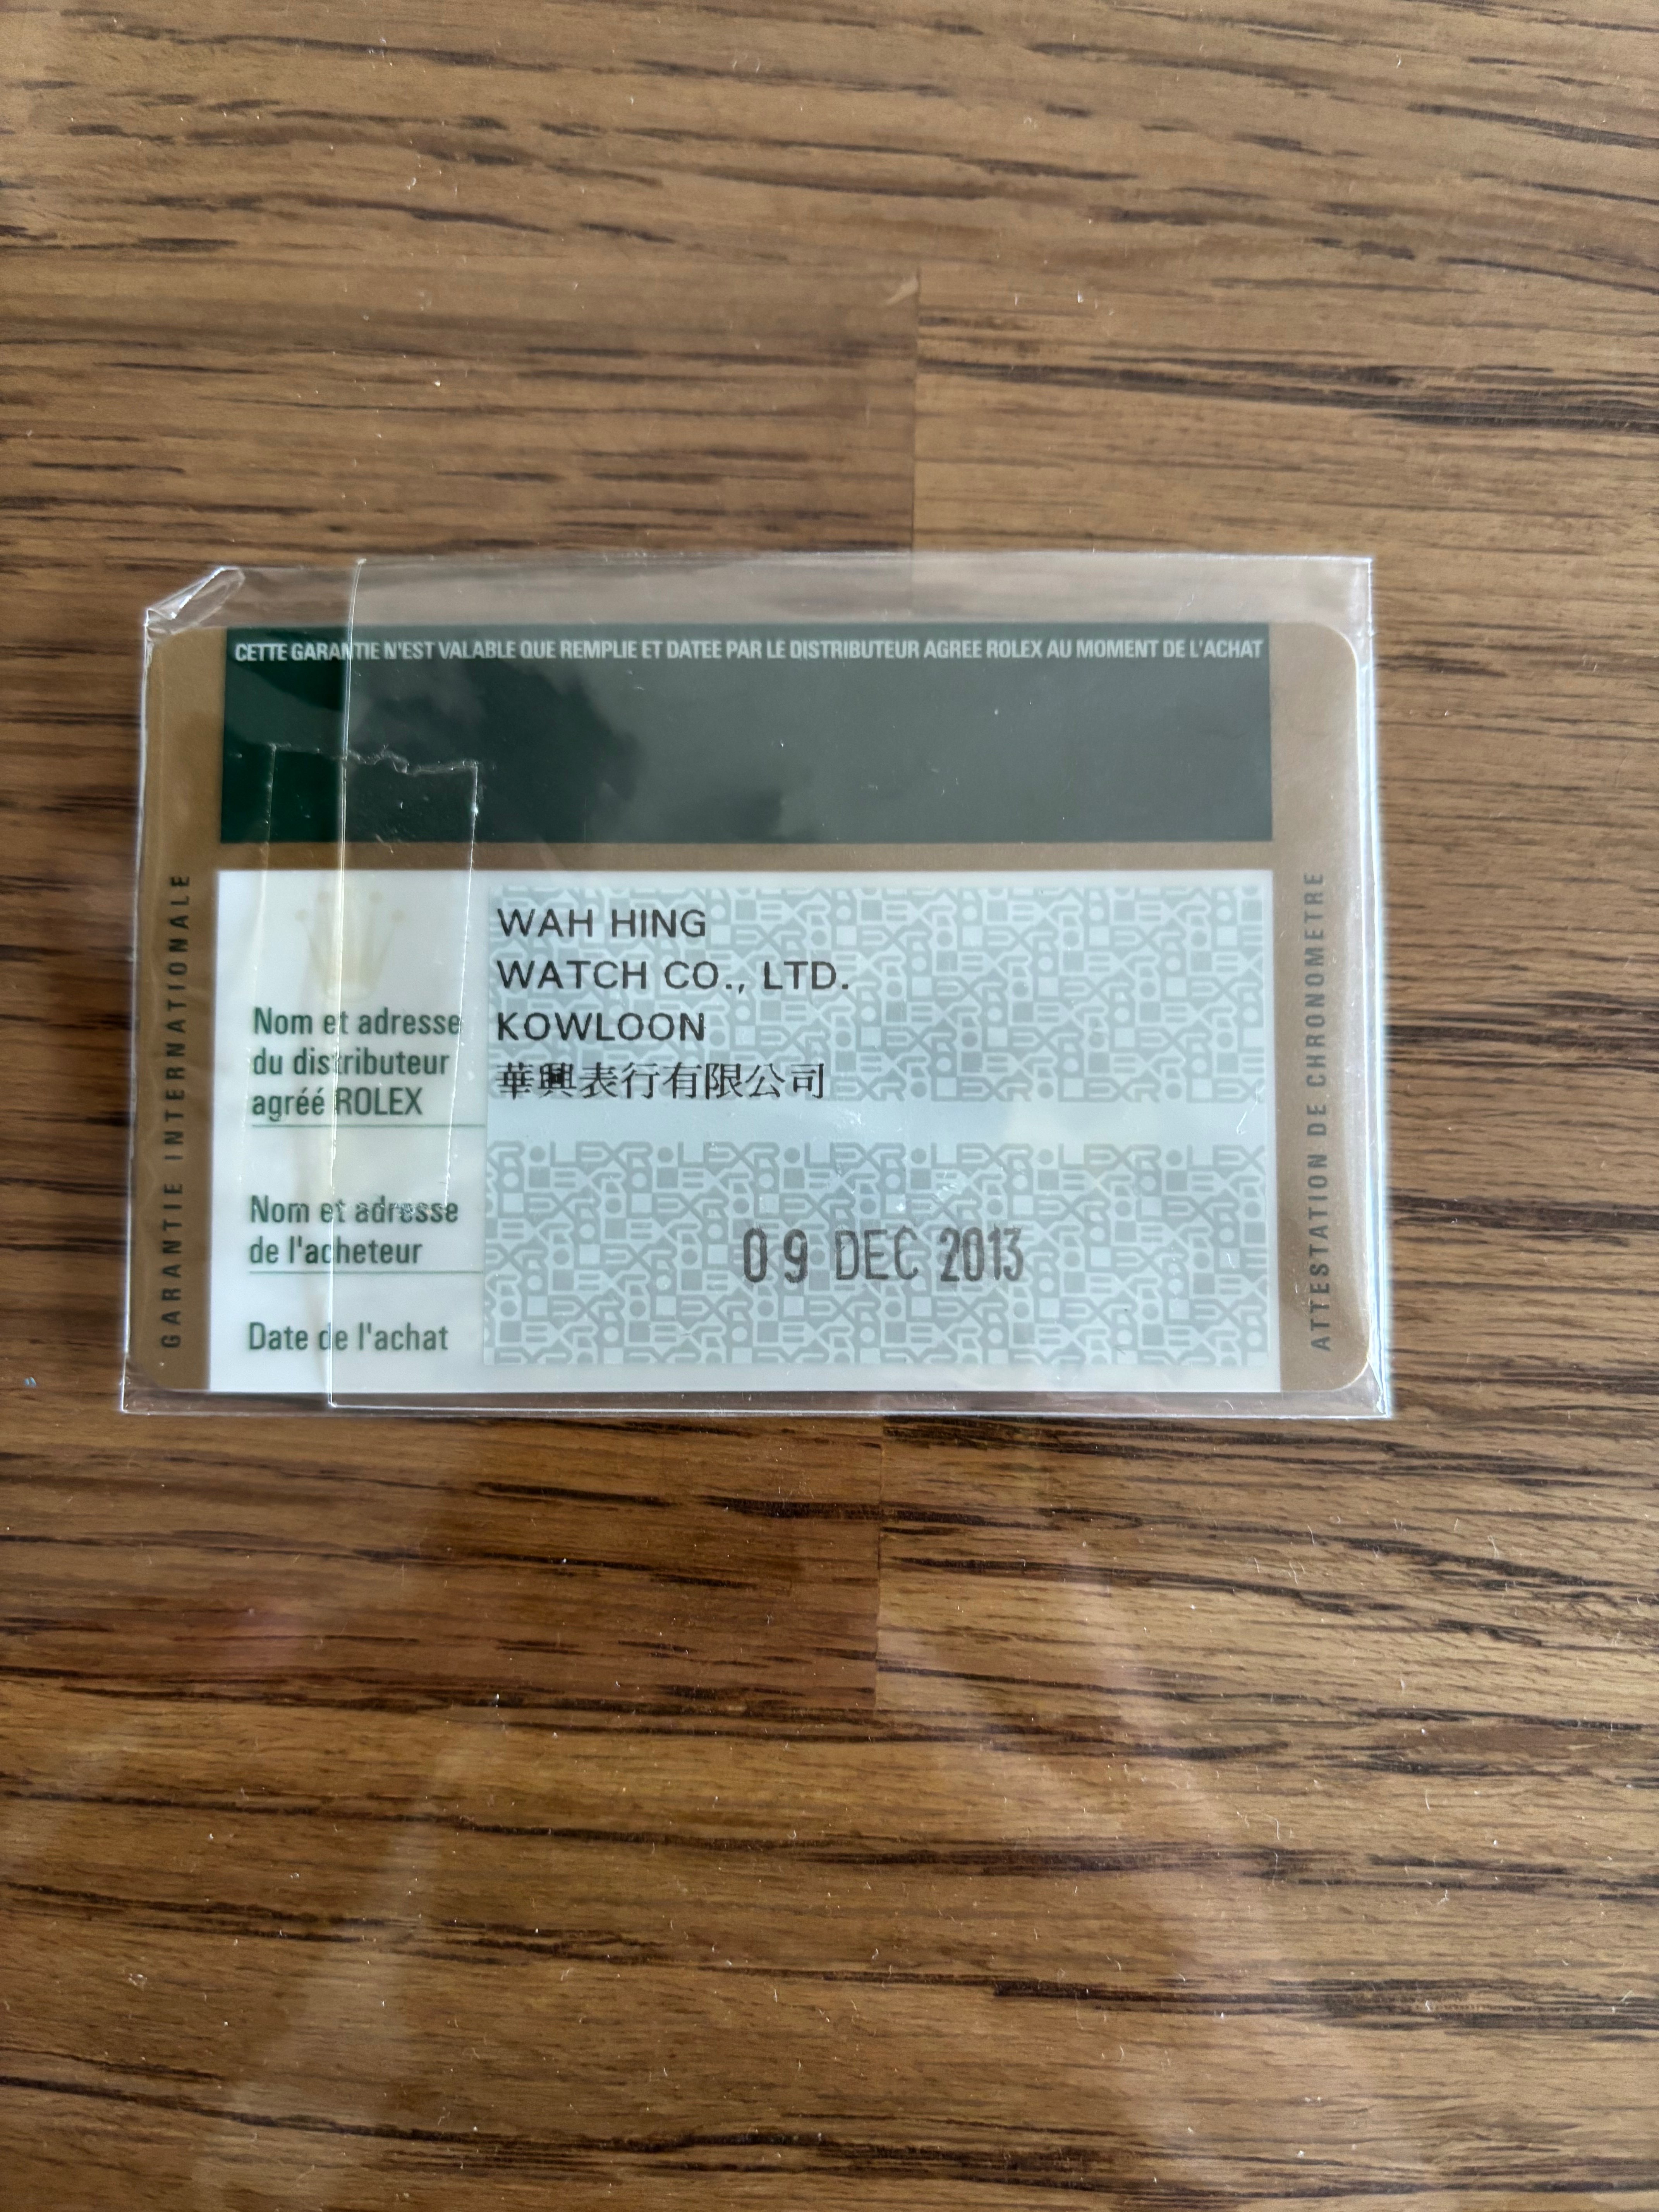 CETTE GARANTIE N'EST VALABLE QUE REMPLIE ET DATEE PAR LE DISTRIBUTEUR AGREE ROLEX AU MOMENT DE L'ACHAT
GARANTIE INTERNATIONALE
Nom et adresse
du distributeur
agréé ROLEX
WAH HING
WATCH CO., LTD.
KOWLOON
華興表行有限公司
Nom et adresse
de l'acheteur
09 DEC 2013
Date de l'achat
ATTESTATION DE CHRONOMETRE